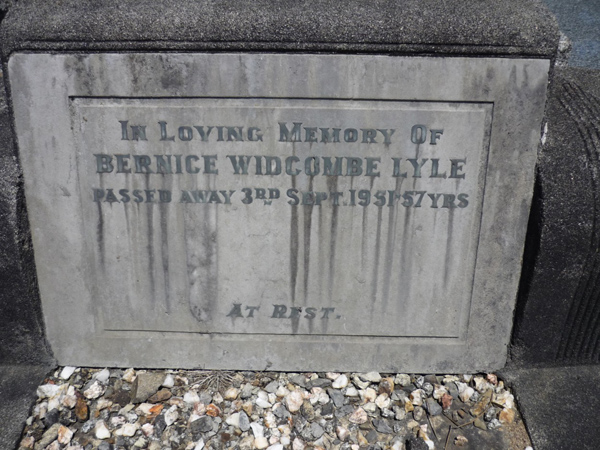 IN LOVING MEMORY OF
BERNICE WIDCOMBE LYLE
PASSED AWAY 3RD SEPT. 1951-57 YRS
AT REST.